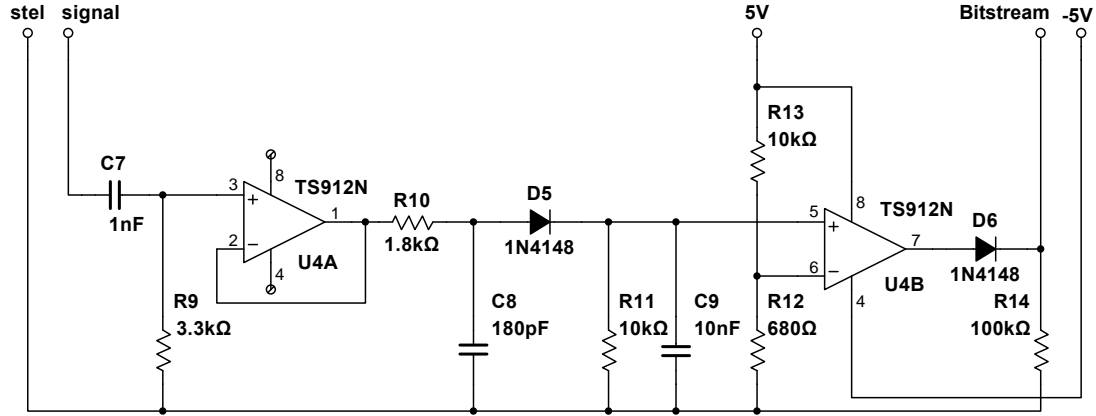 stel signal 5V Bitstream -5V
R13
10kΩ
C7
1nF
3
2
8
1
4
TS912N
U4A
R10
1.8kΩ
D5
1N4148
5
6
8
7
4
TS912N
U4B
D6
1N4148
R9
3.3kΩ
C8
180pF
R11
10kΩ
C9
10nF
R12
680Ω
R14
100kΩ
+
−
+
−